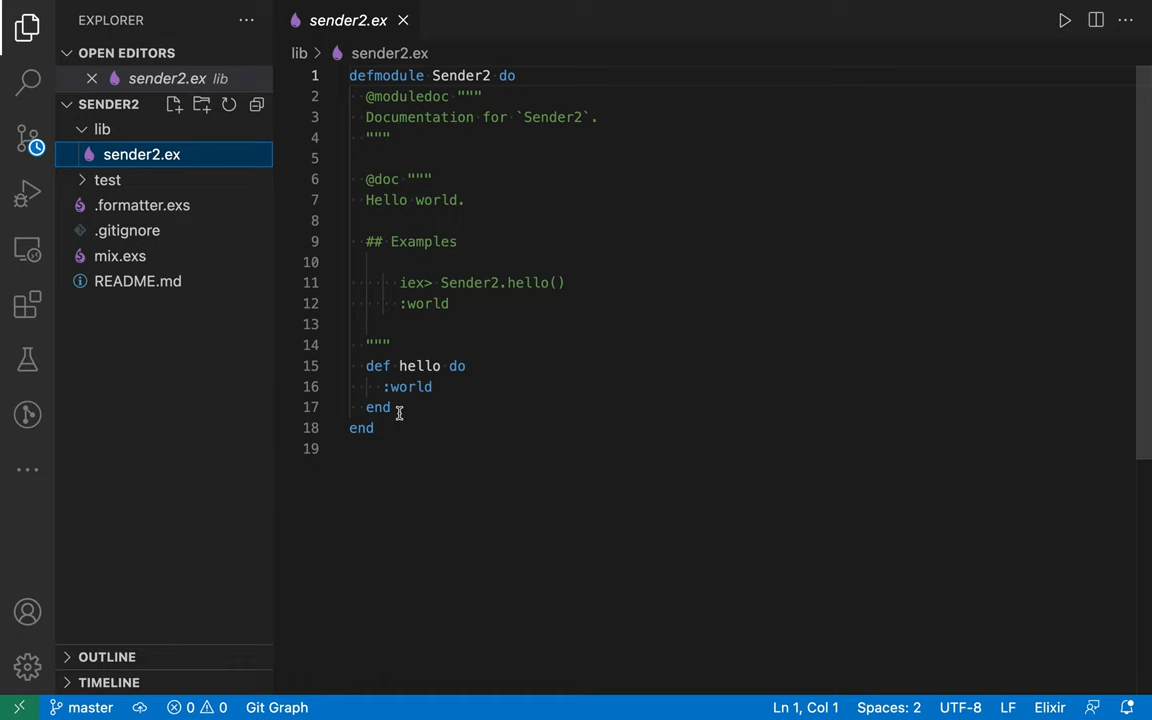 EXPLORER
OPEN EDITORS
sender2.ex lib
SENDER2
lib
sender2.ex
test
.formatter.exs
.gitignore
mix.exs
README.md
OUTLINE
TIMELINE
sender2.ex
lib > sender2.ex
1 defmodule Sender2 do
2 @moduledoc """
3 Documentation for `Sender2`.
4 """
5
6 @doc """
7 Hello world.
8
9 ## Examples
10
11 iex> Sender2.hello()
12 :world
13
14 """
15 def hello do
16 :world
17 end
18 end
19
master 0 0 Git Graph Ln 1, Col 1 Spaces: 2 UTF-8 LF Elixir